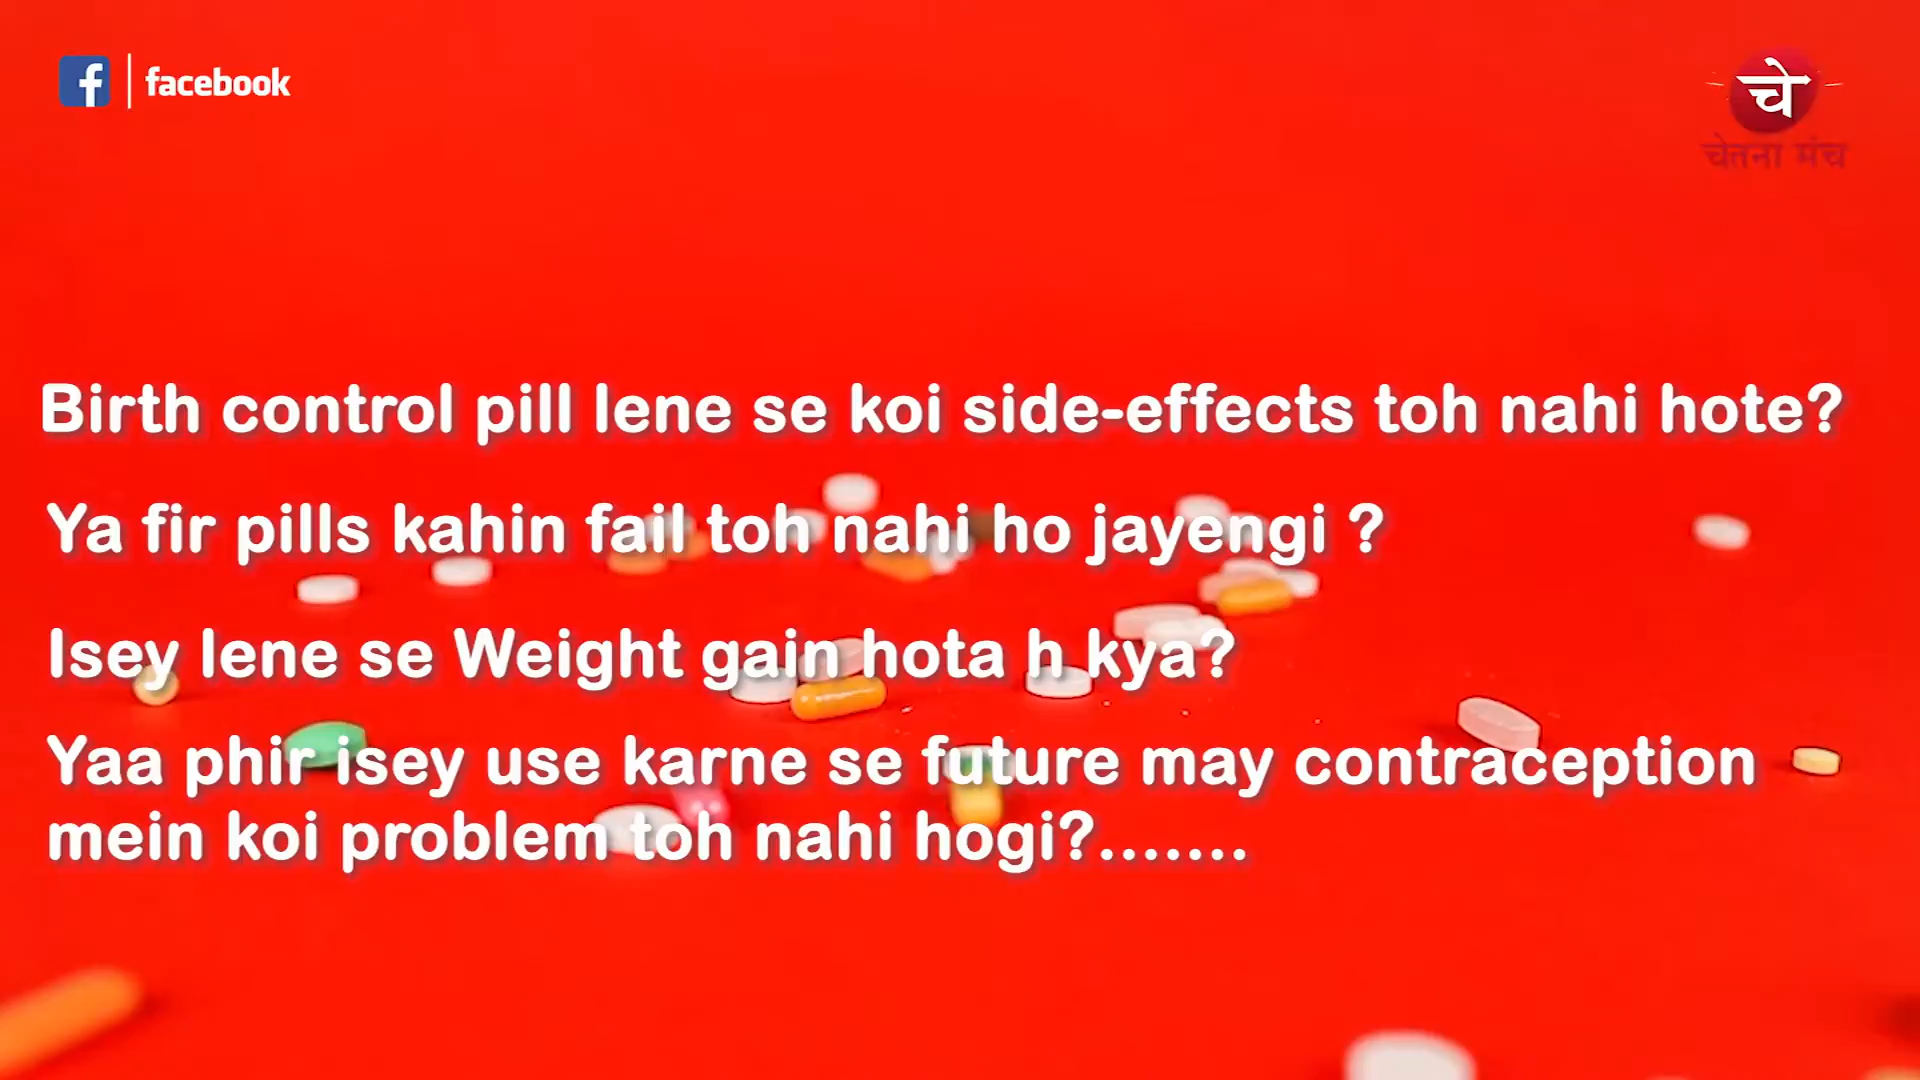 facebook
चे
चेतना मंच
Birth control pill lene se koi side-effects toh nahi hote?
Ya fir pills kahin fail toh nahi ho jayengi ?
Isey lene se Weight gain hota h kya?
Yaa phir isey use karne se future may contraception
mein koi problem toh nahi hogi?.......